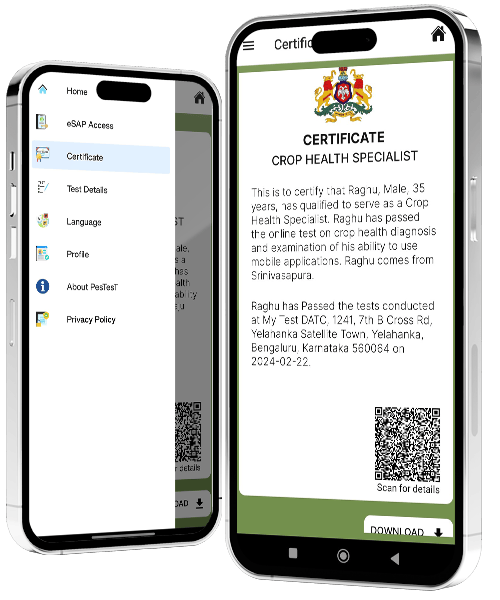 Home
eSAP Access
Certificate
Test Details
Language
Profile
About PesTesT
Privacy Policy
ST
ale,
s a
has
ability
aju
details
OAD
Certific
CERTIFICATE
CROP HEALTH SPECIALIST
This is to certify that Raghu, Male, 35
years, has qualified to serve as a Crop
Health Specialist. Raghu has passed
the online test on crop health diagnosis
and examination of his ability to use
mobile applications. Raghu comes from
Srinivasapura.
Raghu has Passed the tests conducted
at My Test DATC, 1241, 7th B Cross Rd,
Yelahanka Satellite Town, Yelahanka,
Bengaluru, Karnataka 560064 on
2024-02-22.
Scan for details
DOWNLOAD